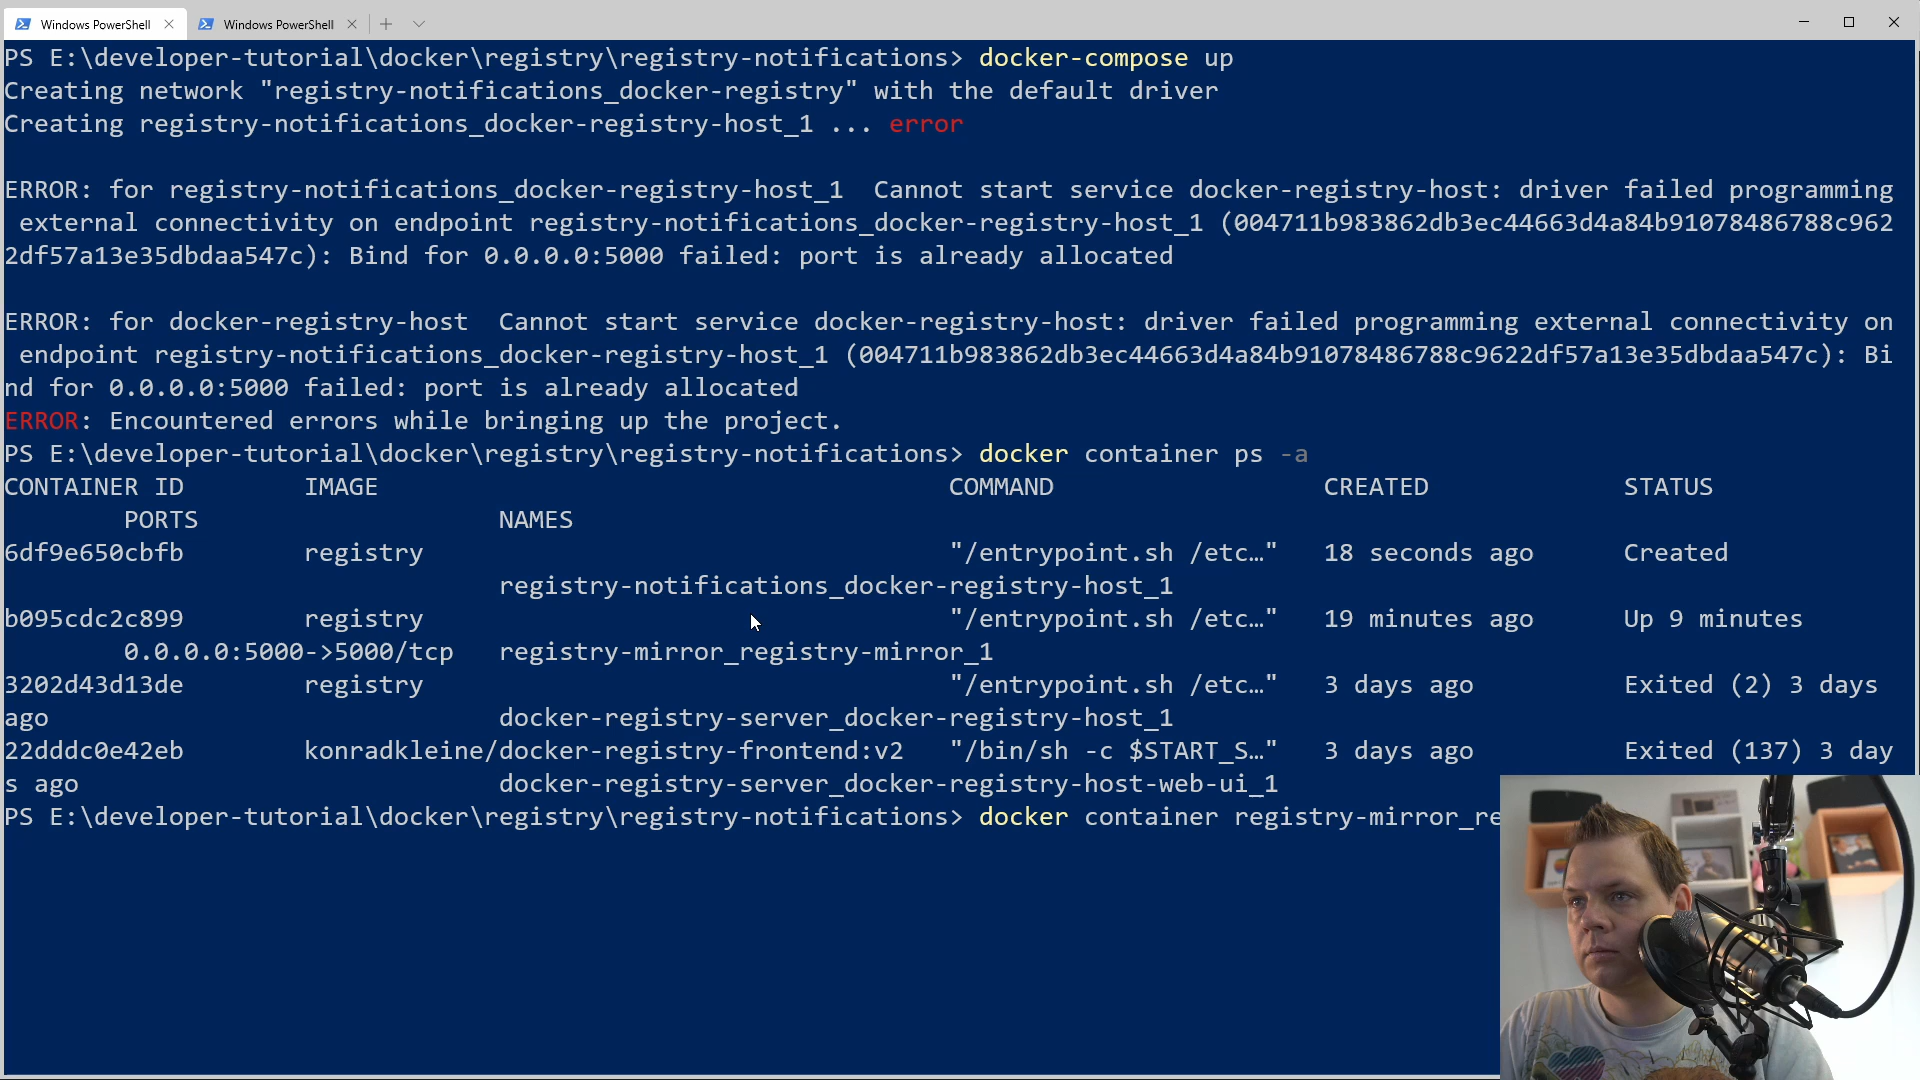 Windows PowerShell
Windows PowerShell
PS E:\developer-tutorial\docker\registry\registry-notifications> docker-compose up
Creating network "registry-notifications_docker-registry" with the default driver
Creating registry-notifications_docker-registry-host_1 ... error
ERROR: for registry-notifications_docker-registry-host_1  Cannot start service docker-registry-host: driver failed programming
external connectivity on endpoint registry-notifications_docker-registry-host_1 (004711b983862db3ec44663d4a84b91078486788c962
2df57a13e35dbdaa547c): Bind for 0.0.0.0:5000 failed: port is already allocated
ERROR: for docker-registry-host  Cannot start service docker-registry-host: driver failed programming external connectivity on
endpoint registry-notifications_docker-registry-host_1 (004711b983862db3ec44663d4a84b91078486788c9622df57a13e35dbdaa547c): Bi
nd for 0.0.0.0:5000 failed: port is already allocated
ERROR: Encountered errors while bringing up the project.
PS E:\developer-tutorial\docker\registry\registry-notifications> docker container ps -a
CONTAINER ID        IMAGE                                      COMMAND                  CREATED             STATUS
PORTS                    NAMES
6df9e650cbfb        registry                                   "/entrypoint.sh /etc…"   18 seconds ago      Created
registry-notifications_docker-registry-host_1
b095cdc2c899        registry                                   "/entrypoint.sh /etc…"   19 minutes ago      Up 9 minutes
0.0.0.0:5000->5000/tcp   registry-mirror_registry-mirror_1
3202d43d13de        registry                                   "/entrypoint.sh /etc…"   3 days ago          Exited (2) 3 days
ago                              docker-registry-server_docker-registry-host_1
22dddc0e42eb        konradkleine/docker-registry-frontend:v2   "/bin/sh -c $START_S…"   3 days ago          Exited (137) 3 day
s ago                            docker-registry-server_docker-registry-host-web-ui_1
PS E:\developer-tutorial\docker\registry\registry-notifications> docker container registry-mirror_re